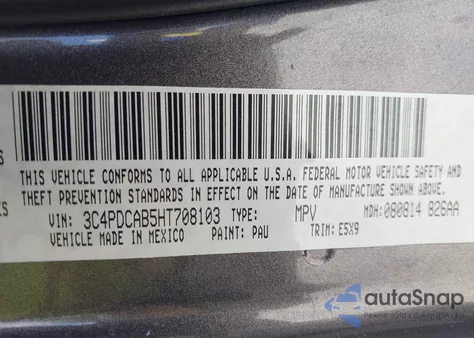 S
THIS VEHICLE CONFORMS TO ALL APPLICABLE U.S.A. FEDERAL MOTOR VEHICLE SAFETY AND
THEFT PREVENTION STANDARDS IN EFFECT ON THE DATE OF MANUFACTURE SHOWN ABOVE.
ES
VIN: 3C4PDCAB5HT708103 TYPE: MPV MDH: 080814 826AA
VEHICLE MADE IN MEXICO PAINT: PAU TRIM: E5X9
autoSnap